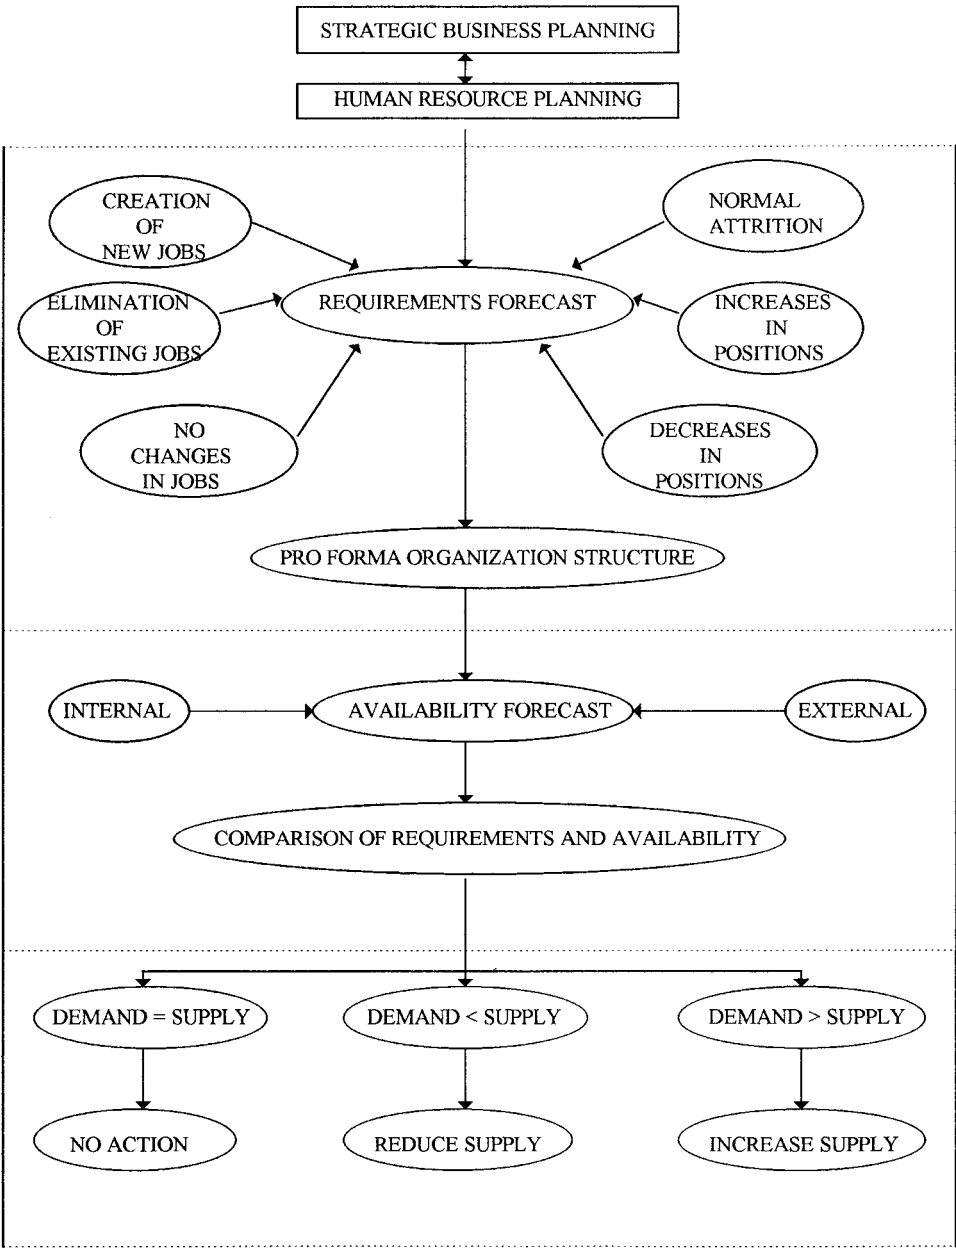 STRATEGIC BUSINESS PLANNING
HUMAN RESOURCE PLANNING
CREATION
OF
NEW JOBS
NORMAL
ATTRITION
ELIMINATION
OF
EXISTING JOBS
REQUIREMENTS FORECAST
INCREASES
IN
POSITIONS
NO
CHANGES
IN JOBS
DECREASES
IN
POSITIONS
PRO FORMA ORGANIZATION STRUCTURE
INTERNAL
AVAILABILITY FORECAST
EXTERNAL
COMPARISON OF REQUIREMENTS AND AVAILABILITY
DEMAND = SUPPLY
DEMAND < SUPPLY
DEMAND > SUPPLY
NO ACTION
REDUCE SUPPLY
INCREASE SUPPLY